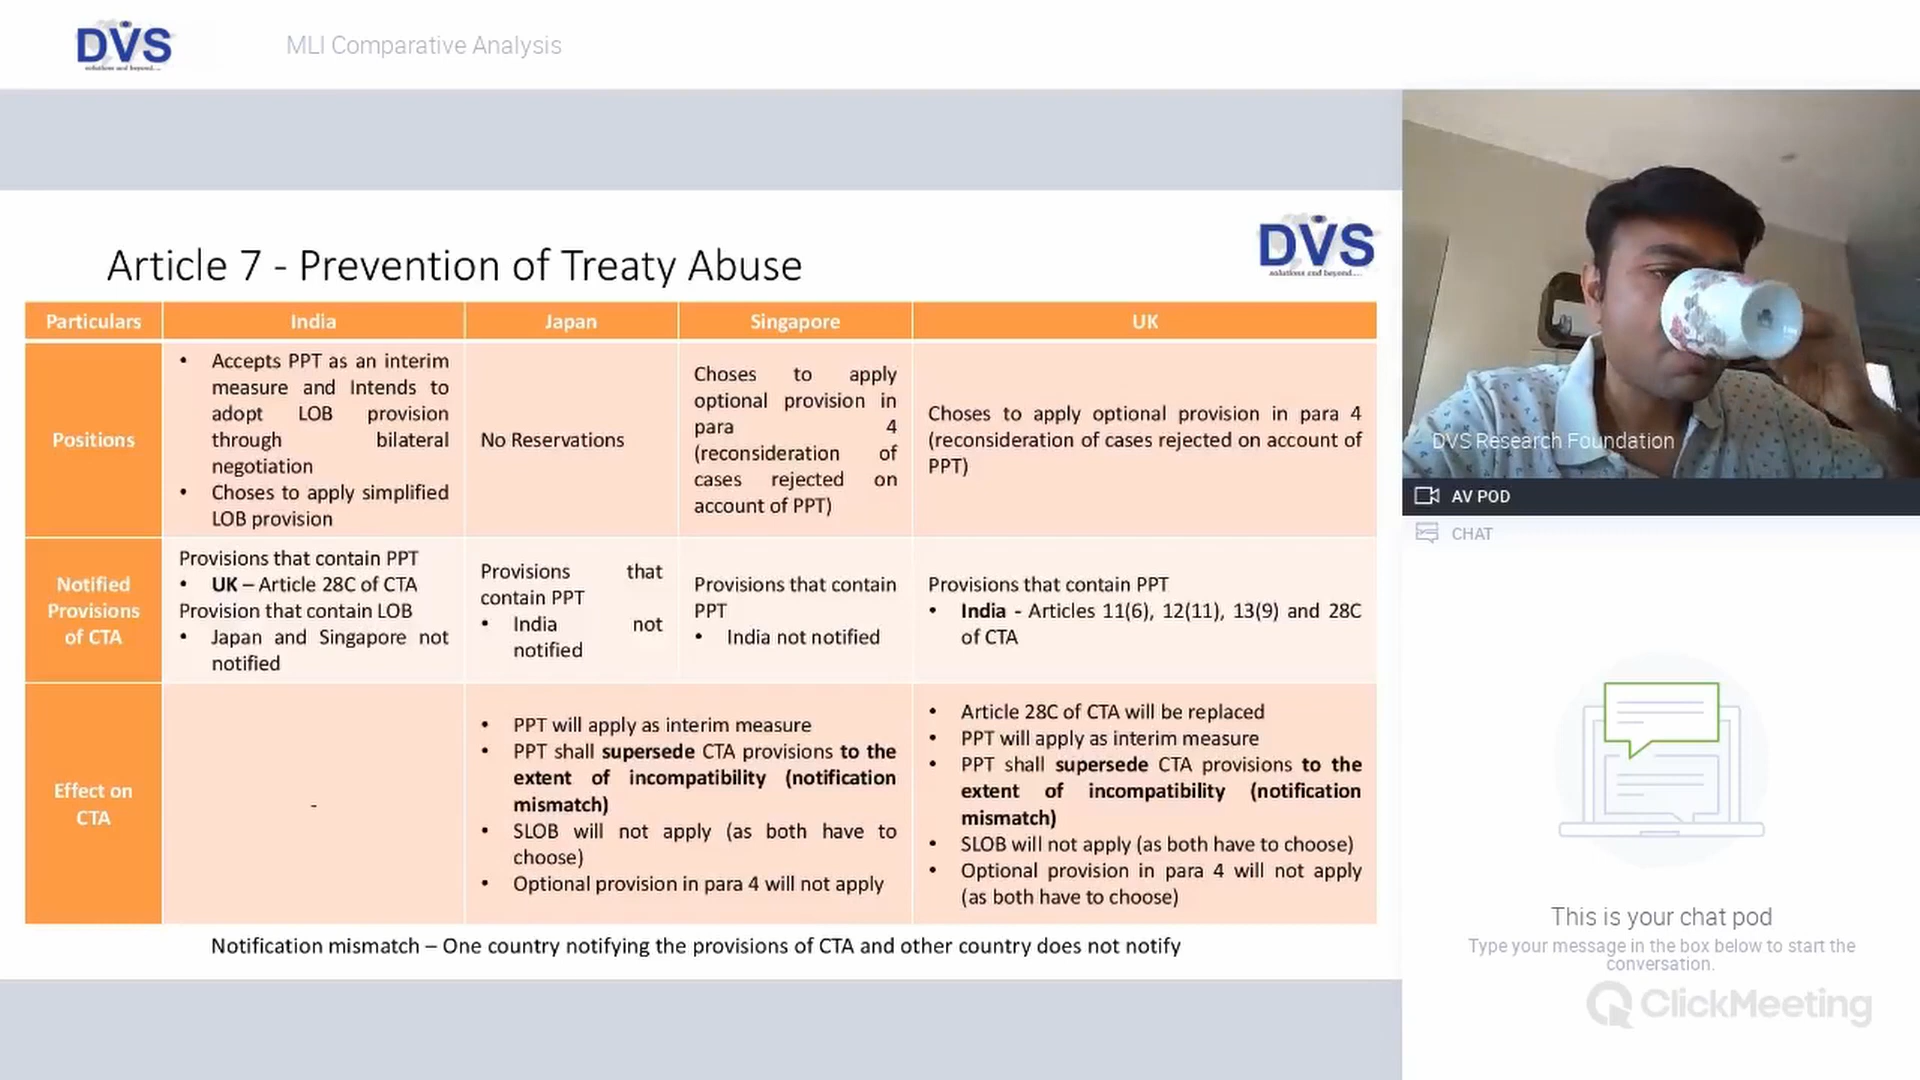 DVS
solutions and beyond....
MLI Comparative Analysis
Article 7 - Prevention of Treaty Abuse
DVS
solutions and beyond....
Particulars
India
Japan
Singapore
UK
Positions
• Accepts PPT as an interim
measure and Intends to
adopt LOB provision
through bilateral
negotiation
• Choses to apply simplified
LOB provision
No Reservations
Choses to apply
optional provision in
para 4
(reconsideration of
cases rejected on
account of PPT)
Choses to apply optional provision in para 4
(reconsideration of cases rejected on account of
PPT)
Notified
Provisions
of CTA
Provisions that contain PPT
• UK – Article 28C of CTA
Provision that contain LOB
• Japan and Singapore not
notified
Provisions that
contain PPT
• India not
notified
Provisions that contain
PPT
• India not notified
Provisions that contain PPT
• India - Articles 11(6), 12(11), 13(9) and 28C
of CTA
Effect on
CTA
-
• PPT will apply as interim measure
• PPT shall supersede CTA provisions to the
extent of incompatibility (notification
mismatch)
• SLOB will not apply (as both have to
choose)
• Optional provision in para 4 will not apply
• Article 28C of CTA will be replaced
• PPT will apply as interim measure
• PPT shall supersede CTA provisions to the
extent of incompatibility (notification
mismatch)
• SLOB will not apply (as both have to choose)
• Optional provision in para 4 will not apply
(as both have to choose)
Notification mismatch – One country notifying the provisions of CTA and other country does not notify
DVS Research Foundation
AV POD
CHAT
This is your chat pod
Type your message in the box below to start the
conversation.
ClickMeeting